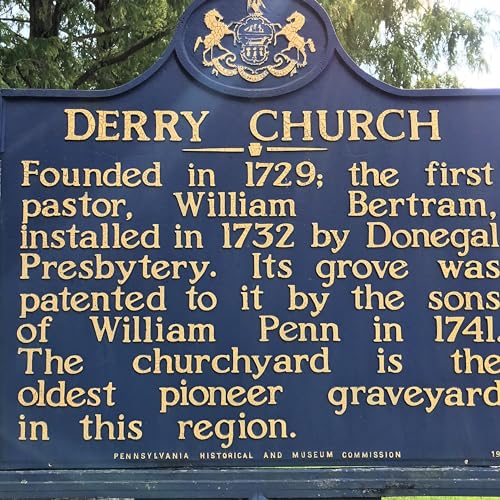 DERRY CHURCH
Founded in 1729; the first
pastor, William Bertram,
installed in 1732 by Donegal
Presbytery. Its grove was
patented to it by the sons
of William Penn in 1741.
The churchyard is the
oldest pioneer graveyard
in this region.
PENNSYLVANIA HISTORICAL AND MUSEUM COMMISSION